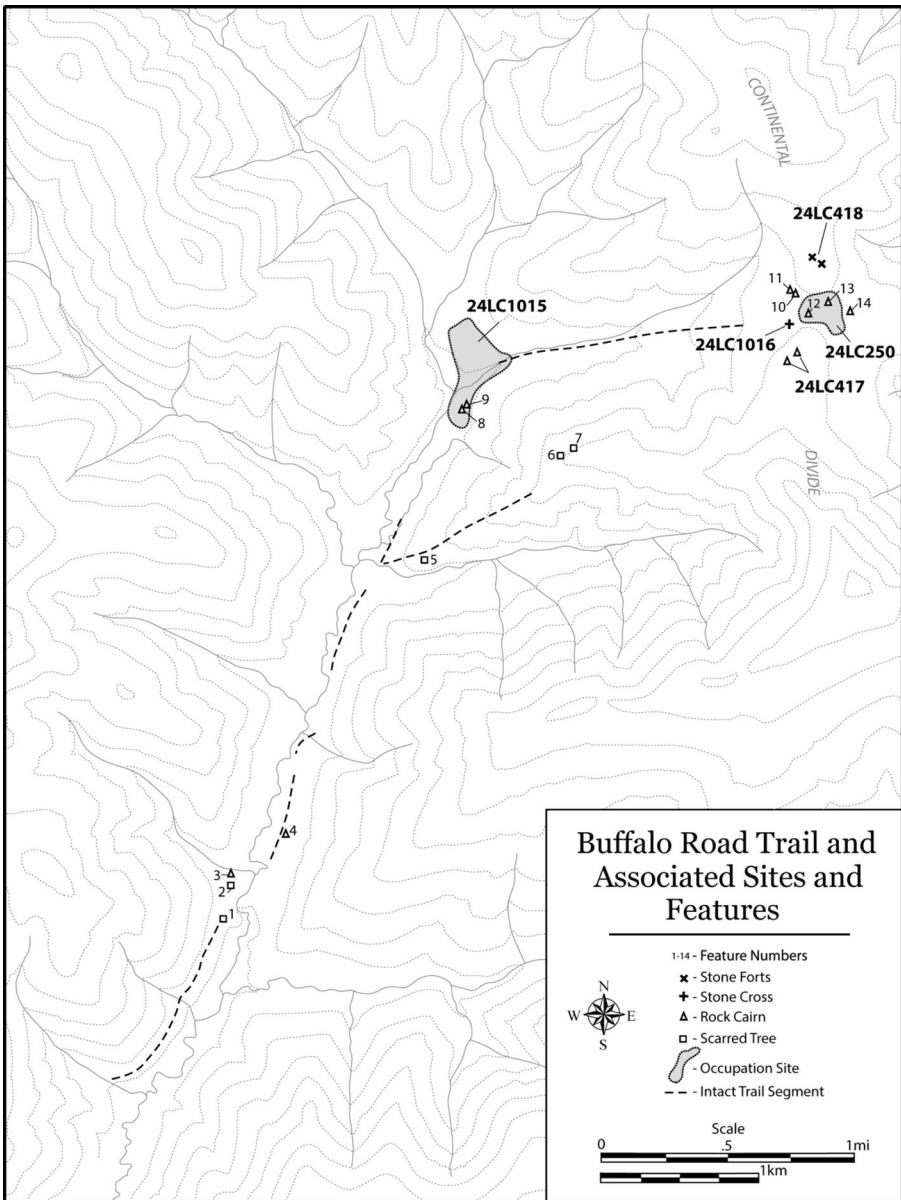 CONTINENTAL
24LC418
11
13
10
12
14
24LC1015
24LC1016
24LC250
24LC417
9
8
7
6
DIVIDE
5
4
3
2
1
Buffalo Road Trail and
Associated Sites and
Features
1-14 - Feature Numbers
- Stone Forts
- Stone Cross
- Rock Cairn
- Scarred Tree
- Occupation Site
- Intact Trail Segment
N
W E
S
Scale
0 .5 1mi
1km